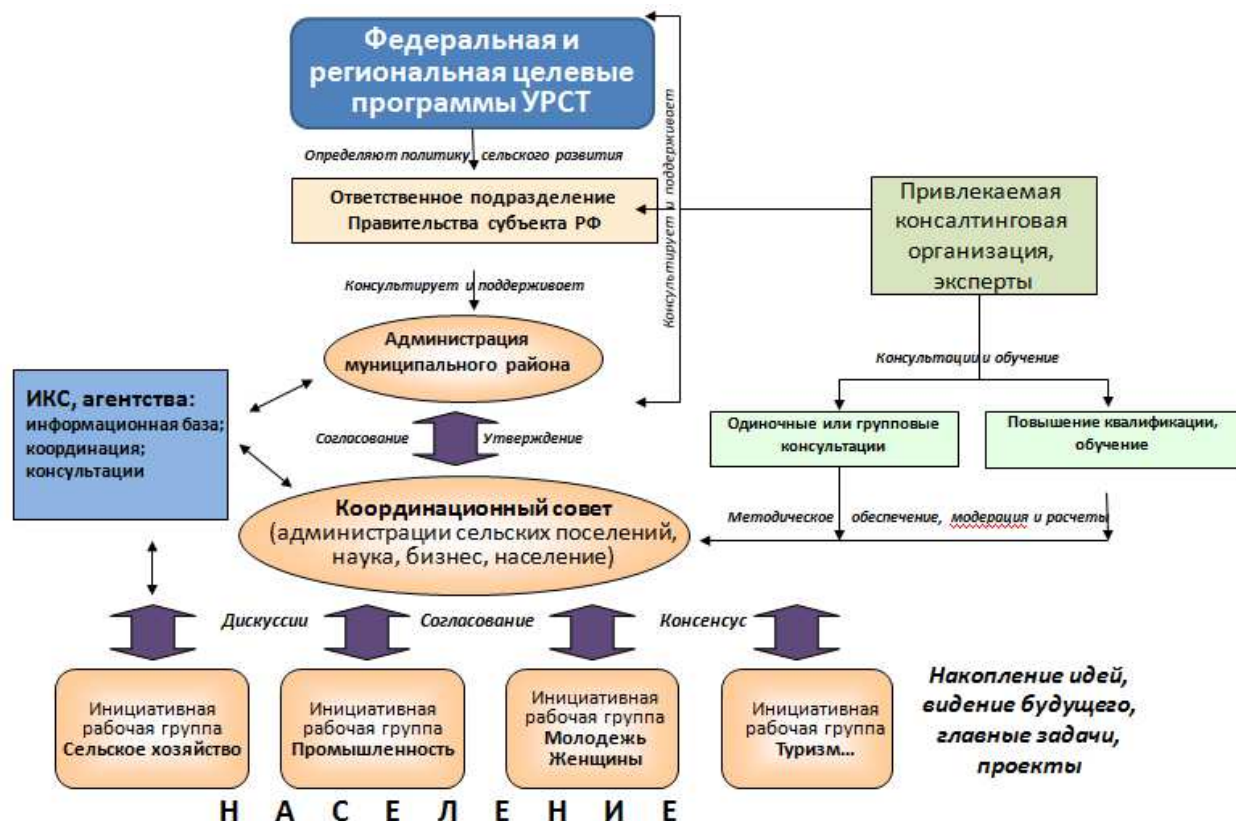 Федеральная и
региональная целевые
программы УРСТ
Определяют политику сельского развития
Ответственное подразделение
Правительства субъекта РФ
Консультирует и поддерживает
Привлекаемая
консалтинговая
организация,
эксперты
Консультирует и поддерживает
Администрация
муниципального района
Консультации и обучение
ИКС, агентства:
информационная база;
координация;
консультации
Согласование Утверждение
Одиночные или групповые
консультации
Повышение квалификации,
обучение
Координационный совет
(администрации сельских поселений,
наука, бизнес, население)
Методическое обеспечение, модерация и расчеты
Дискуссии Согласование Консенсус
Инициативная
рабочая группа
Сельское хозяйство
Инициативная
рабочая группа
Промышленность
Инициативная
рабочая группа
Молодежь
Женщины
Инициативная
рабочая группа
Туризм...
Накопление идей,
видение будущего,
главные задачи,
проекты
Н А С Е Л Е Н И Е